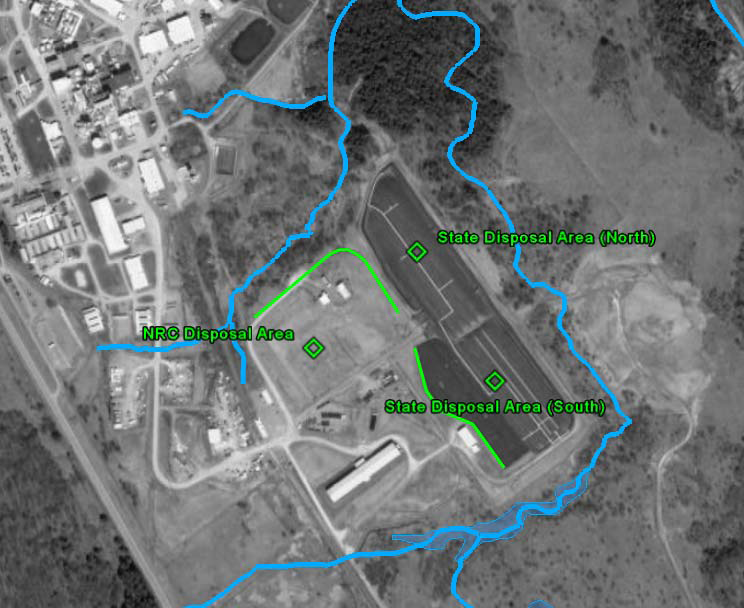 State Disposal Area (North)
NRC Disposal Area
State Disposal Area (South)